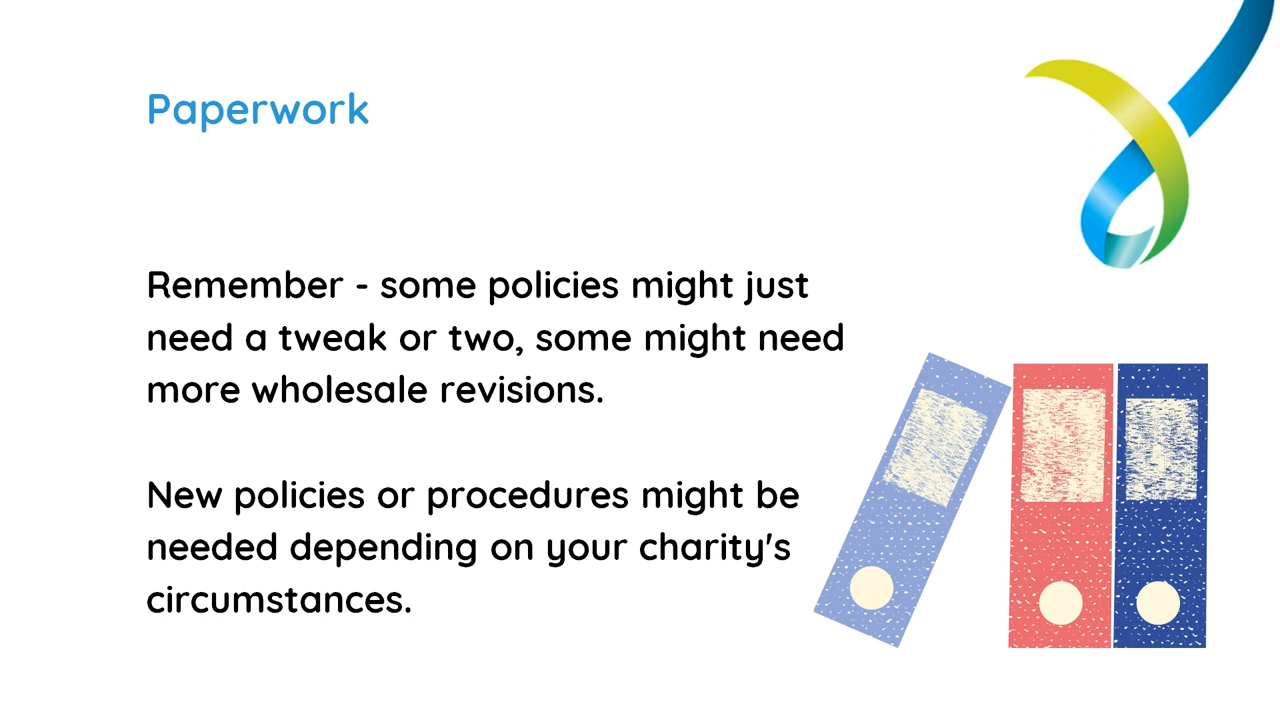 Paperwork
Remember - some policies might just
need a tweak or two, some might need
more wholesale revisions.
New policies or procedures might be
needed depending on your charity's
circumstances.